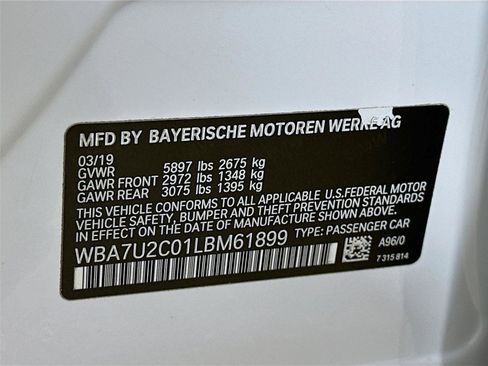 MFD BY BAYERISCHE MOTOREN WERKE AG
03/19
GVWR 5897 lbs 2675 kg
GAWR FRONT 2972 lbs 1348 kg
GAWR REAR 3075 lbs 1395 kg
THIS VEHICLE CONFORMS TO ALL APPLICABLE U.S.FEDERAL MOTOR
VEHICLE SAFETY, BUMPER AND THEFT PREVENTION STANDARDS
IN EFFECT ON THE DATE OF MANUFACTURE SHOWN ABOVE.
WBA7U2C01LBM61899 TYPE: PASSENGER CAR
A96/0
7 315 814